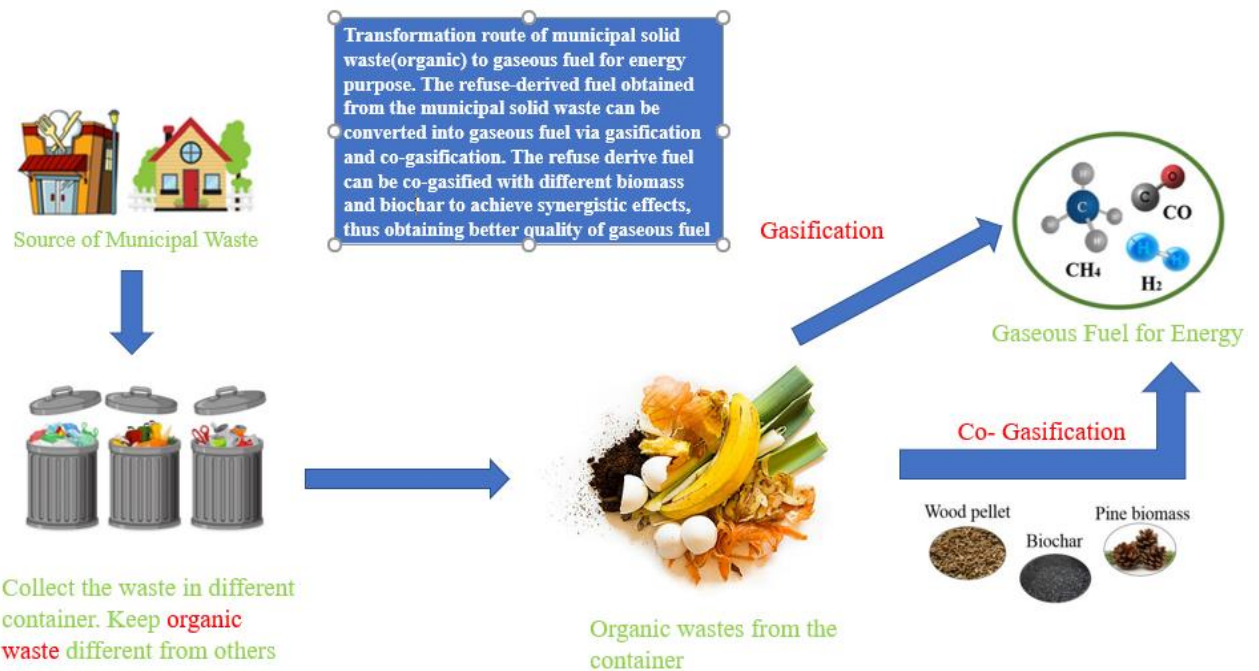 Transformation route of municipal solid
waste(organic) to gaseous fuel for energy
purpose. The refuse-derived fuel obtained
from the municipal solid waste can be
converted into gaseous fuel via gasification
and co-gasification. The refuse derive fuel
can be co-gasified with different biomass
and biochar to achieve synergistic effects,
thus obtaining better quality of gaseous fuel
Source of Municipal Waste
Collect the waste in different
container. Keep organic
waste different from others
Organic wastes from the
container
Gasification
Co- Gasification
Wood pellet
Biochar
Pine biomass
H
C
H
H
H
CH₄
C
O
CO
H
H
H₂
Gaseous Fuel for Energy